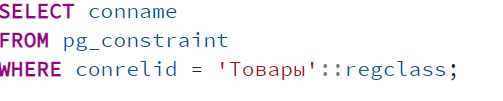 SELECT conname
FROM pg_constraint
WHERE conrelid = 'Товары'::regclass;